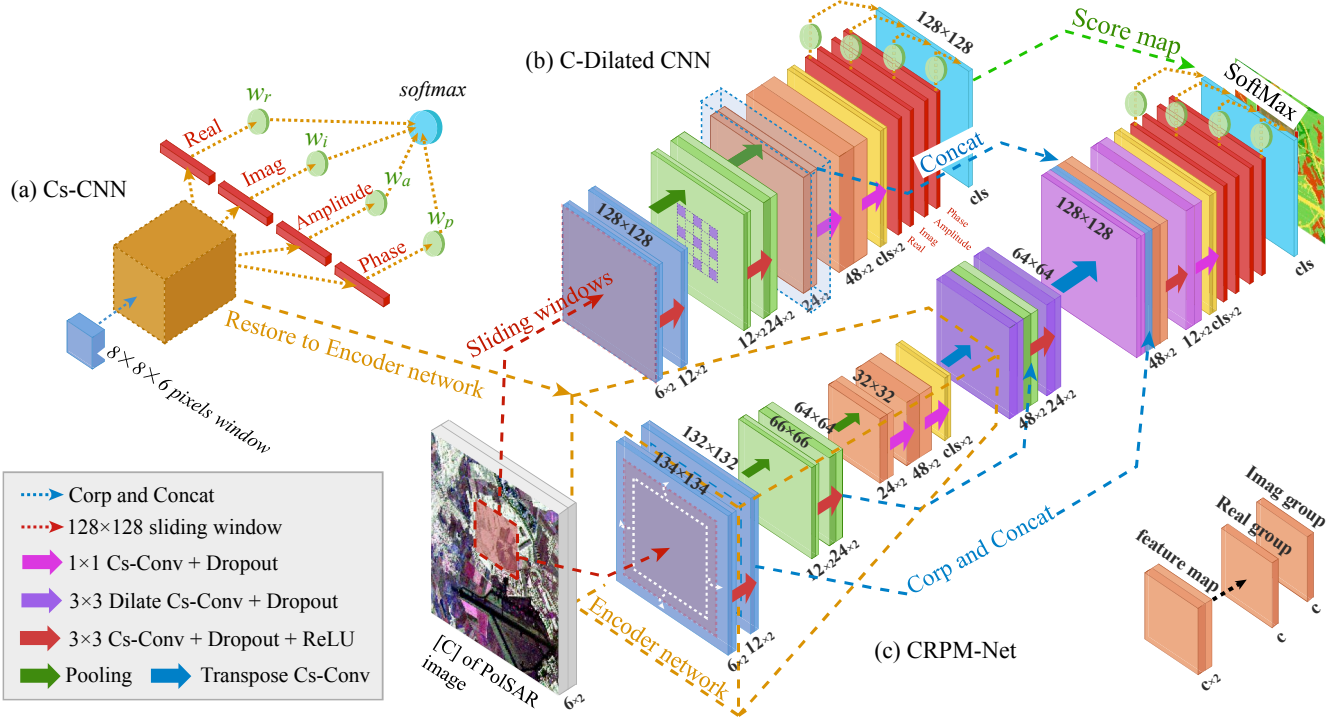 (a) Cs-CNN
Real
Imag
Amplitude
Phase
w_r
w_i
w_a
w_p
softmax
8×8×6 pixels window
Restore to Encoder network
(b) C-Dilated CNN
Sliding windows
128×128
6×2
12×2
12×2
24×2
24×2
48×2
cls×2
Phase
Amplitude
Imag
Real
128×128
cls
Score map
Concat
SoftMax
cls
[C] of PolSAR
image
6×2
134×134
132×132
6×2
12×2
Encoder network
66×66
64×64
12×2
24×2
32×32
24×2
48×2
cls×2
64×64
48×2
24×2
128×128
48×2
12×2
cls×2
Corp and Concat
(c) CRPM-Net
feature map
Real group
Imag group
c×2
c
c
Corp and Concat
128×128 sliding window
1×1 Cs-Conv + Dropout
3×3 Dilate Cs-Conv + Dropout
3×3 Cs-Conv + Dropout + ReLU
Pooling
Transpose Cs-Conv